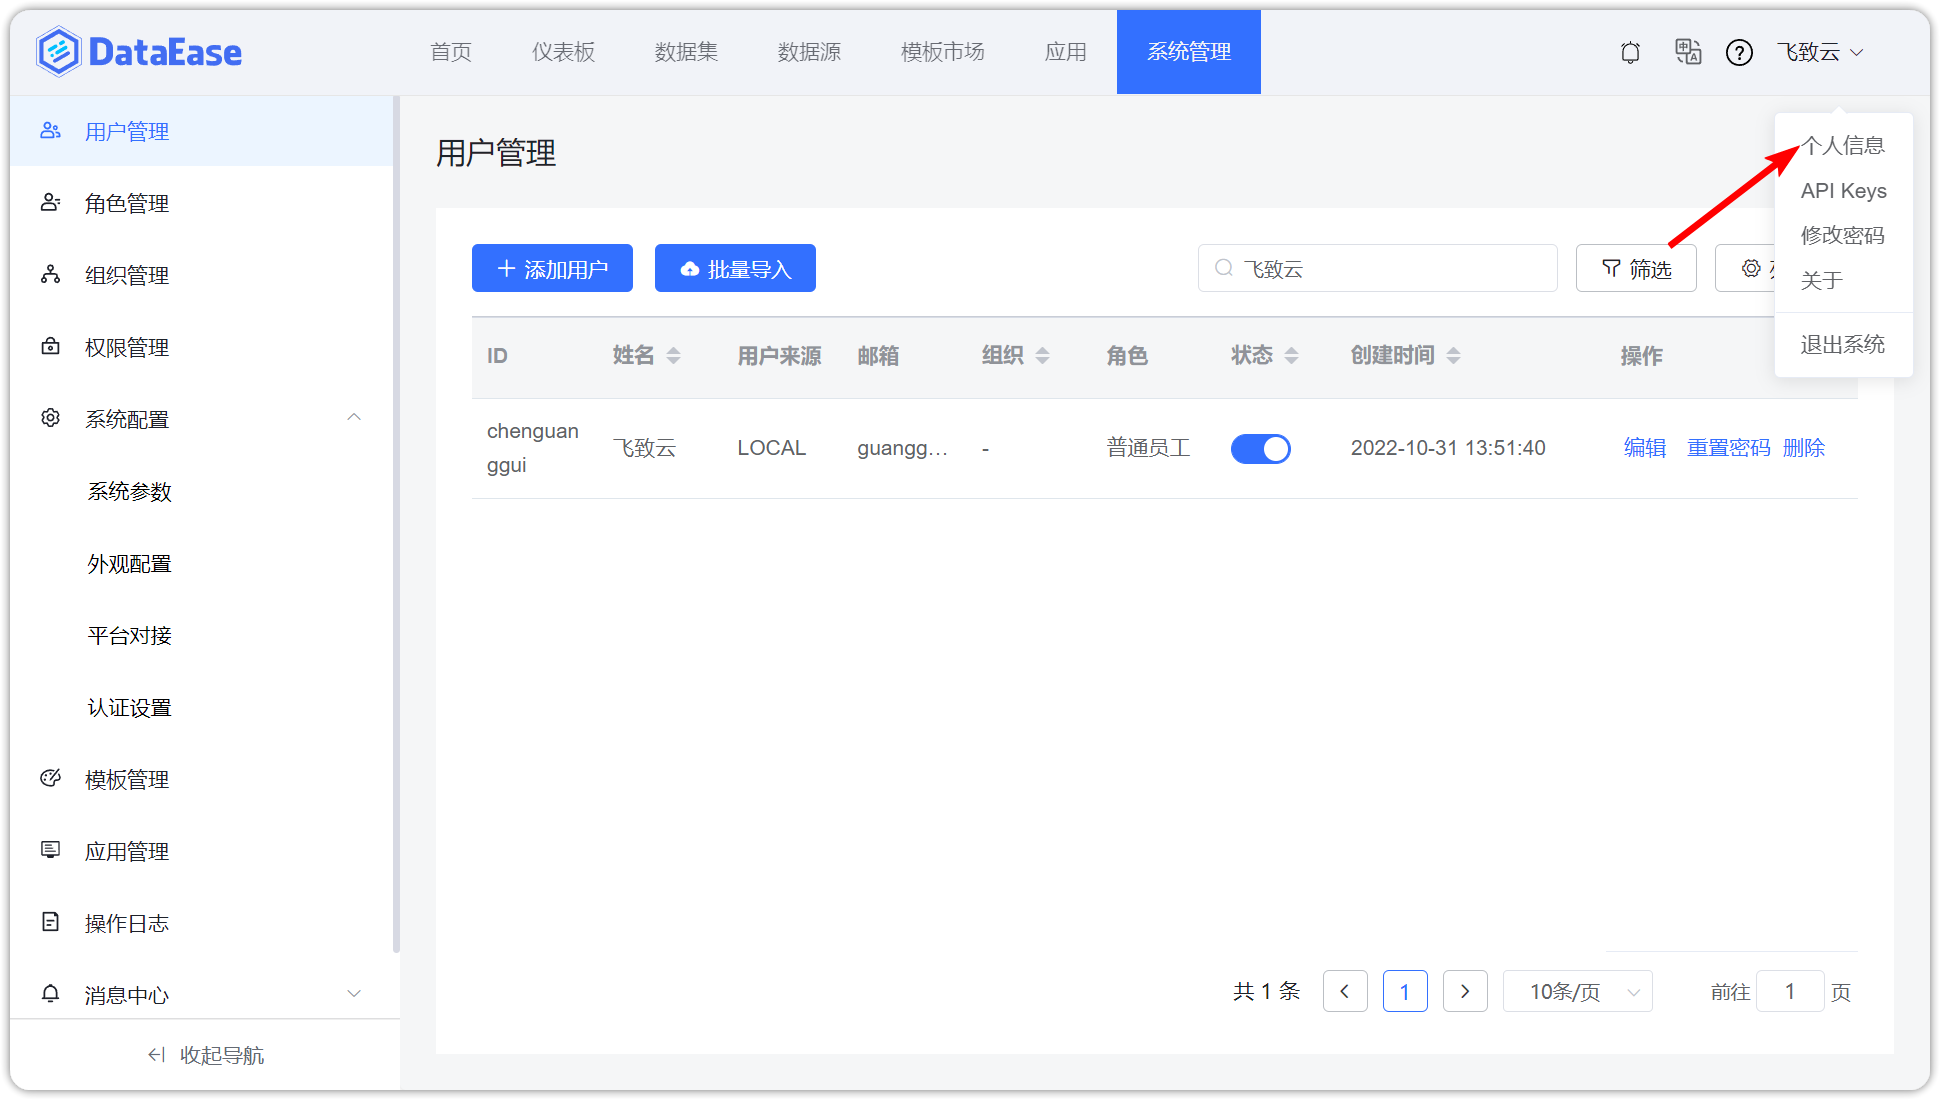 DataEase
首页
仪表板
数据集
数据源
模板市场
应用
系统管理
飞致云
个人信息
API Keys
修改密码
关于
退出系统
用户管理
角色管理
组织管理
权限管理
系统配置
系统参数
外观配置
平台对接
认证设置
模板管理
应用管理
操作日志
消息中心
收起导航
用户管理
添加用户
批量导入
飞致云
筛选
ID
姓名
用户来源
邮箱
组织
角色
状态
创建时间
操作
chenguan
ggui
飞致云
LOCAL
guangg...
-
普通员工
2022-10-31 13:51:40
编辑
重置密码
删除
共 1 条
1
10条/页
前往
1
页